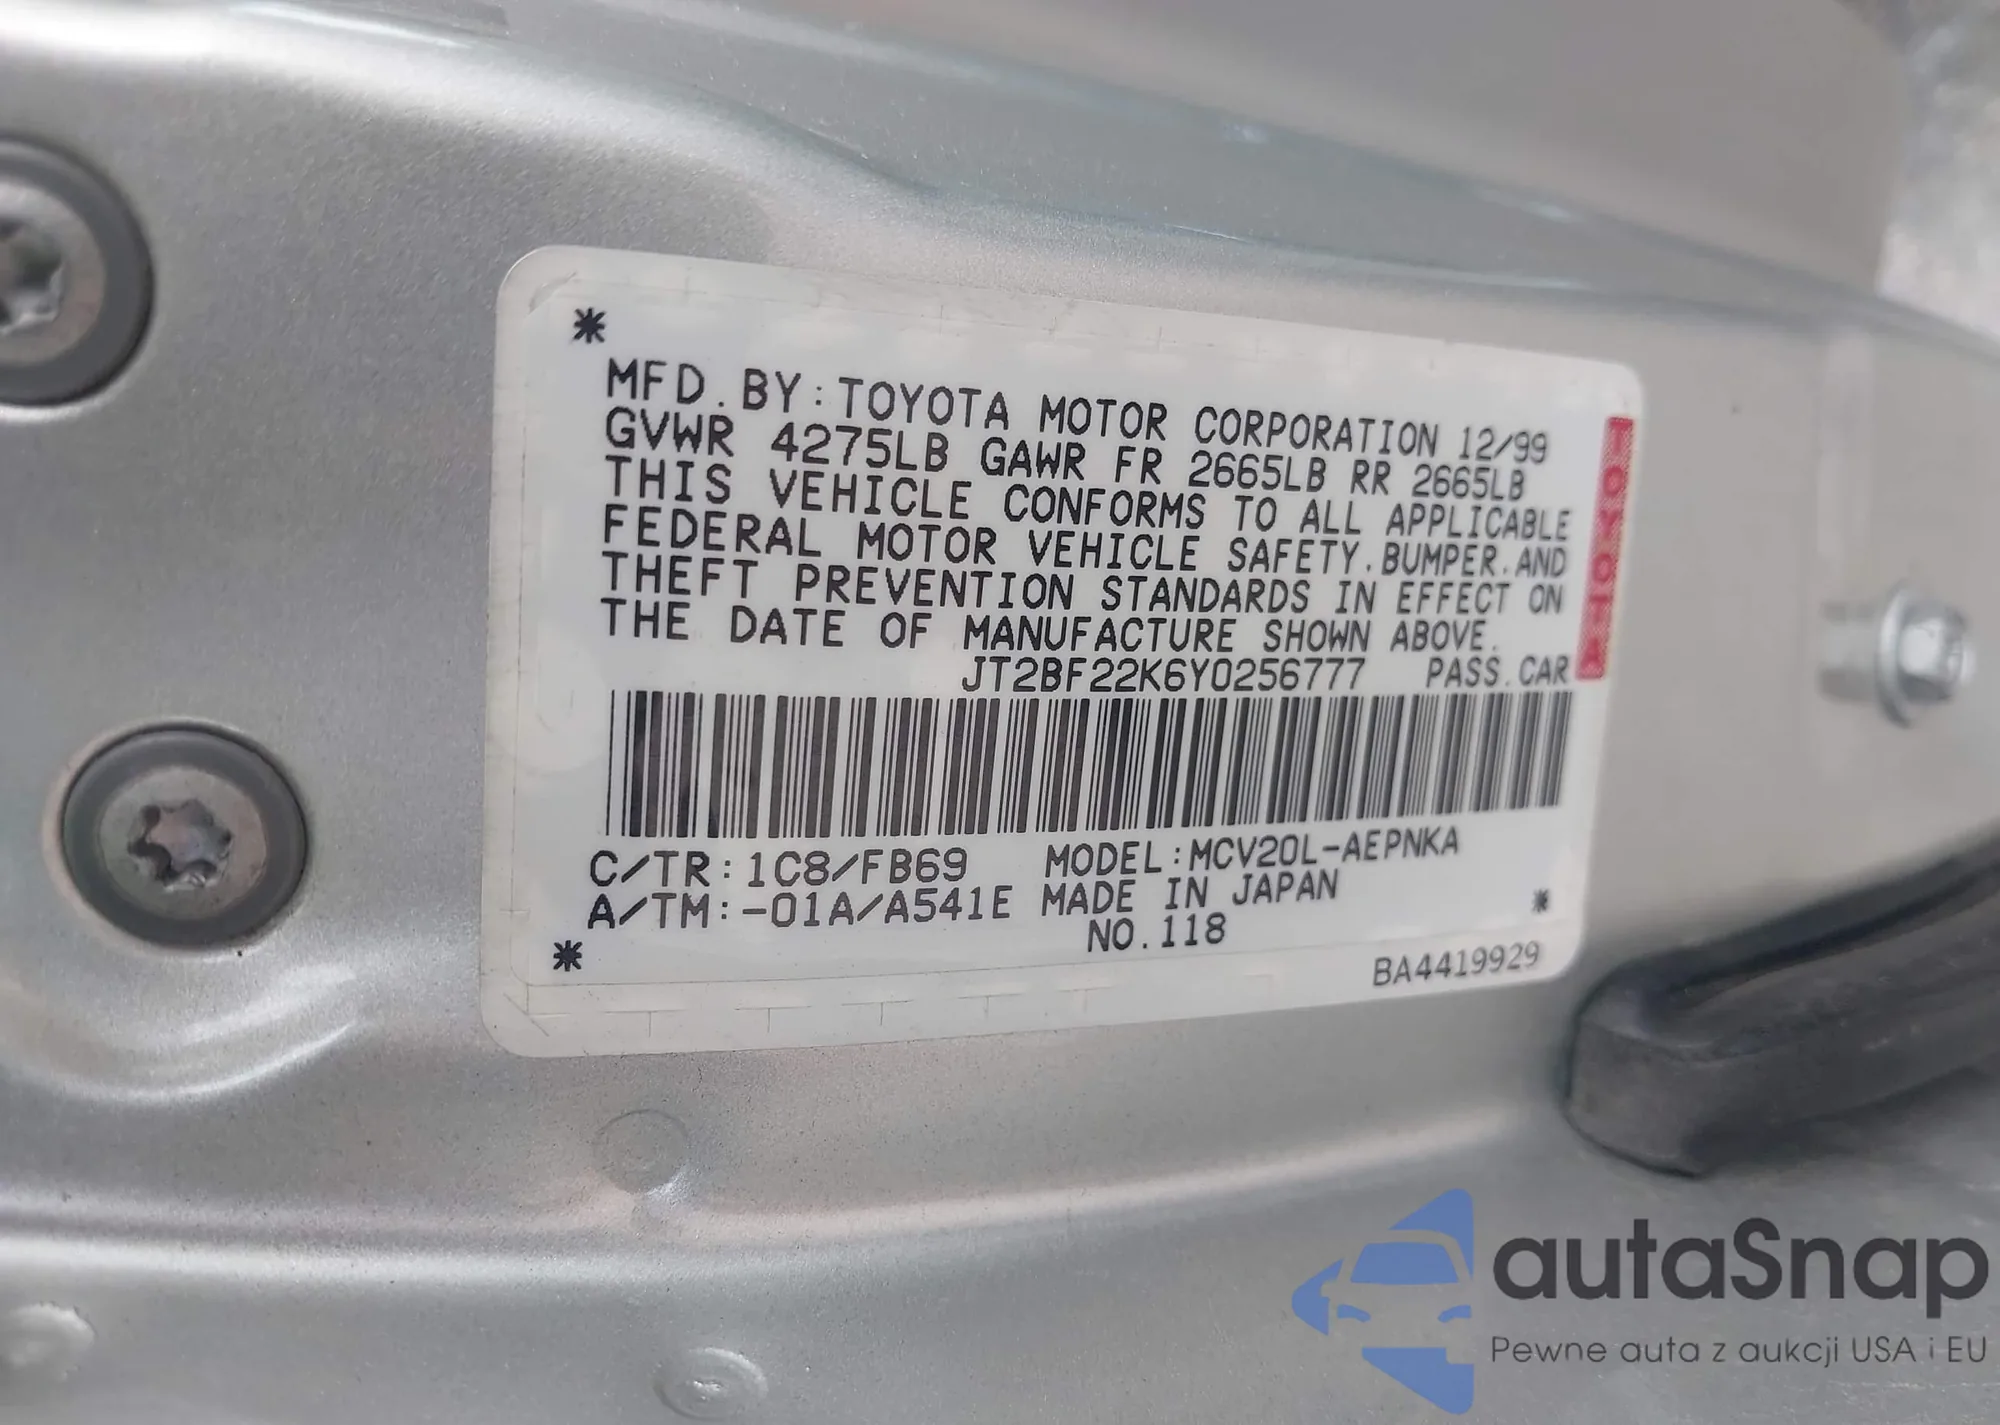 *
MFD. BY: TOYOTA MOTOR CORPORATION 12/99
GVWR 4275LB GAWR FR 2665LB RR 2665LB
THIS VEHICLE CONFORMS TO ALL APPLICABLE
FEDERAL MOTOR VEHICLE SAFETY. BUMPER. AND
THEFT PREVENTION STANDARDS IN EFFECT ON
THE DATE OF MANUFACTURE SHOWN ABOVE.
JT2BF22K6Y0256777 PASS. CAR
TOYOTA
C/TR: 1C8/FB69 MODEL: MCV20L-AEPNKA
A/TM: -01A/A541E MADE IN JAPAN
NO. 118
* *
BA4419929
autaSnap
Pewne auta z aukcji USA i EU